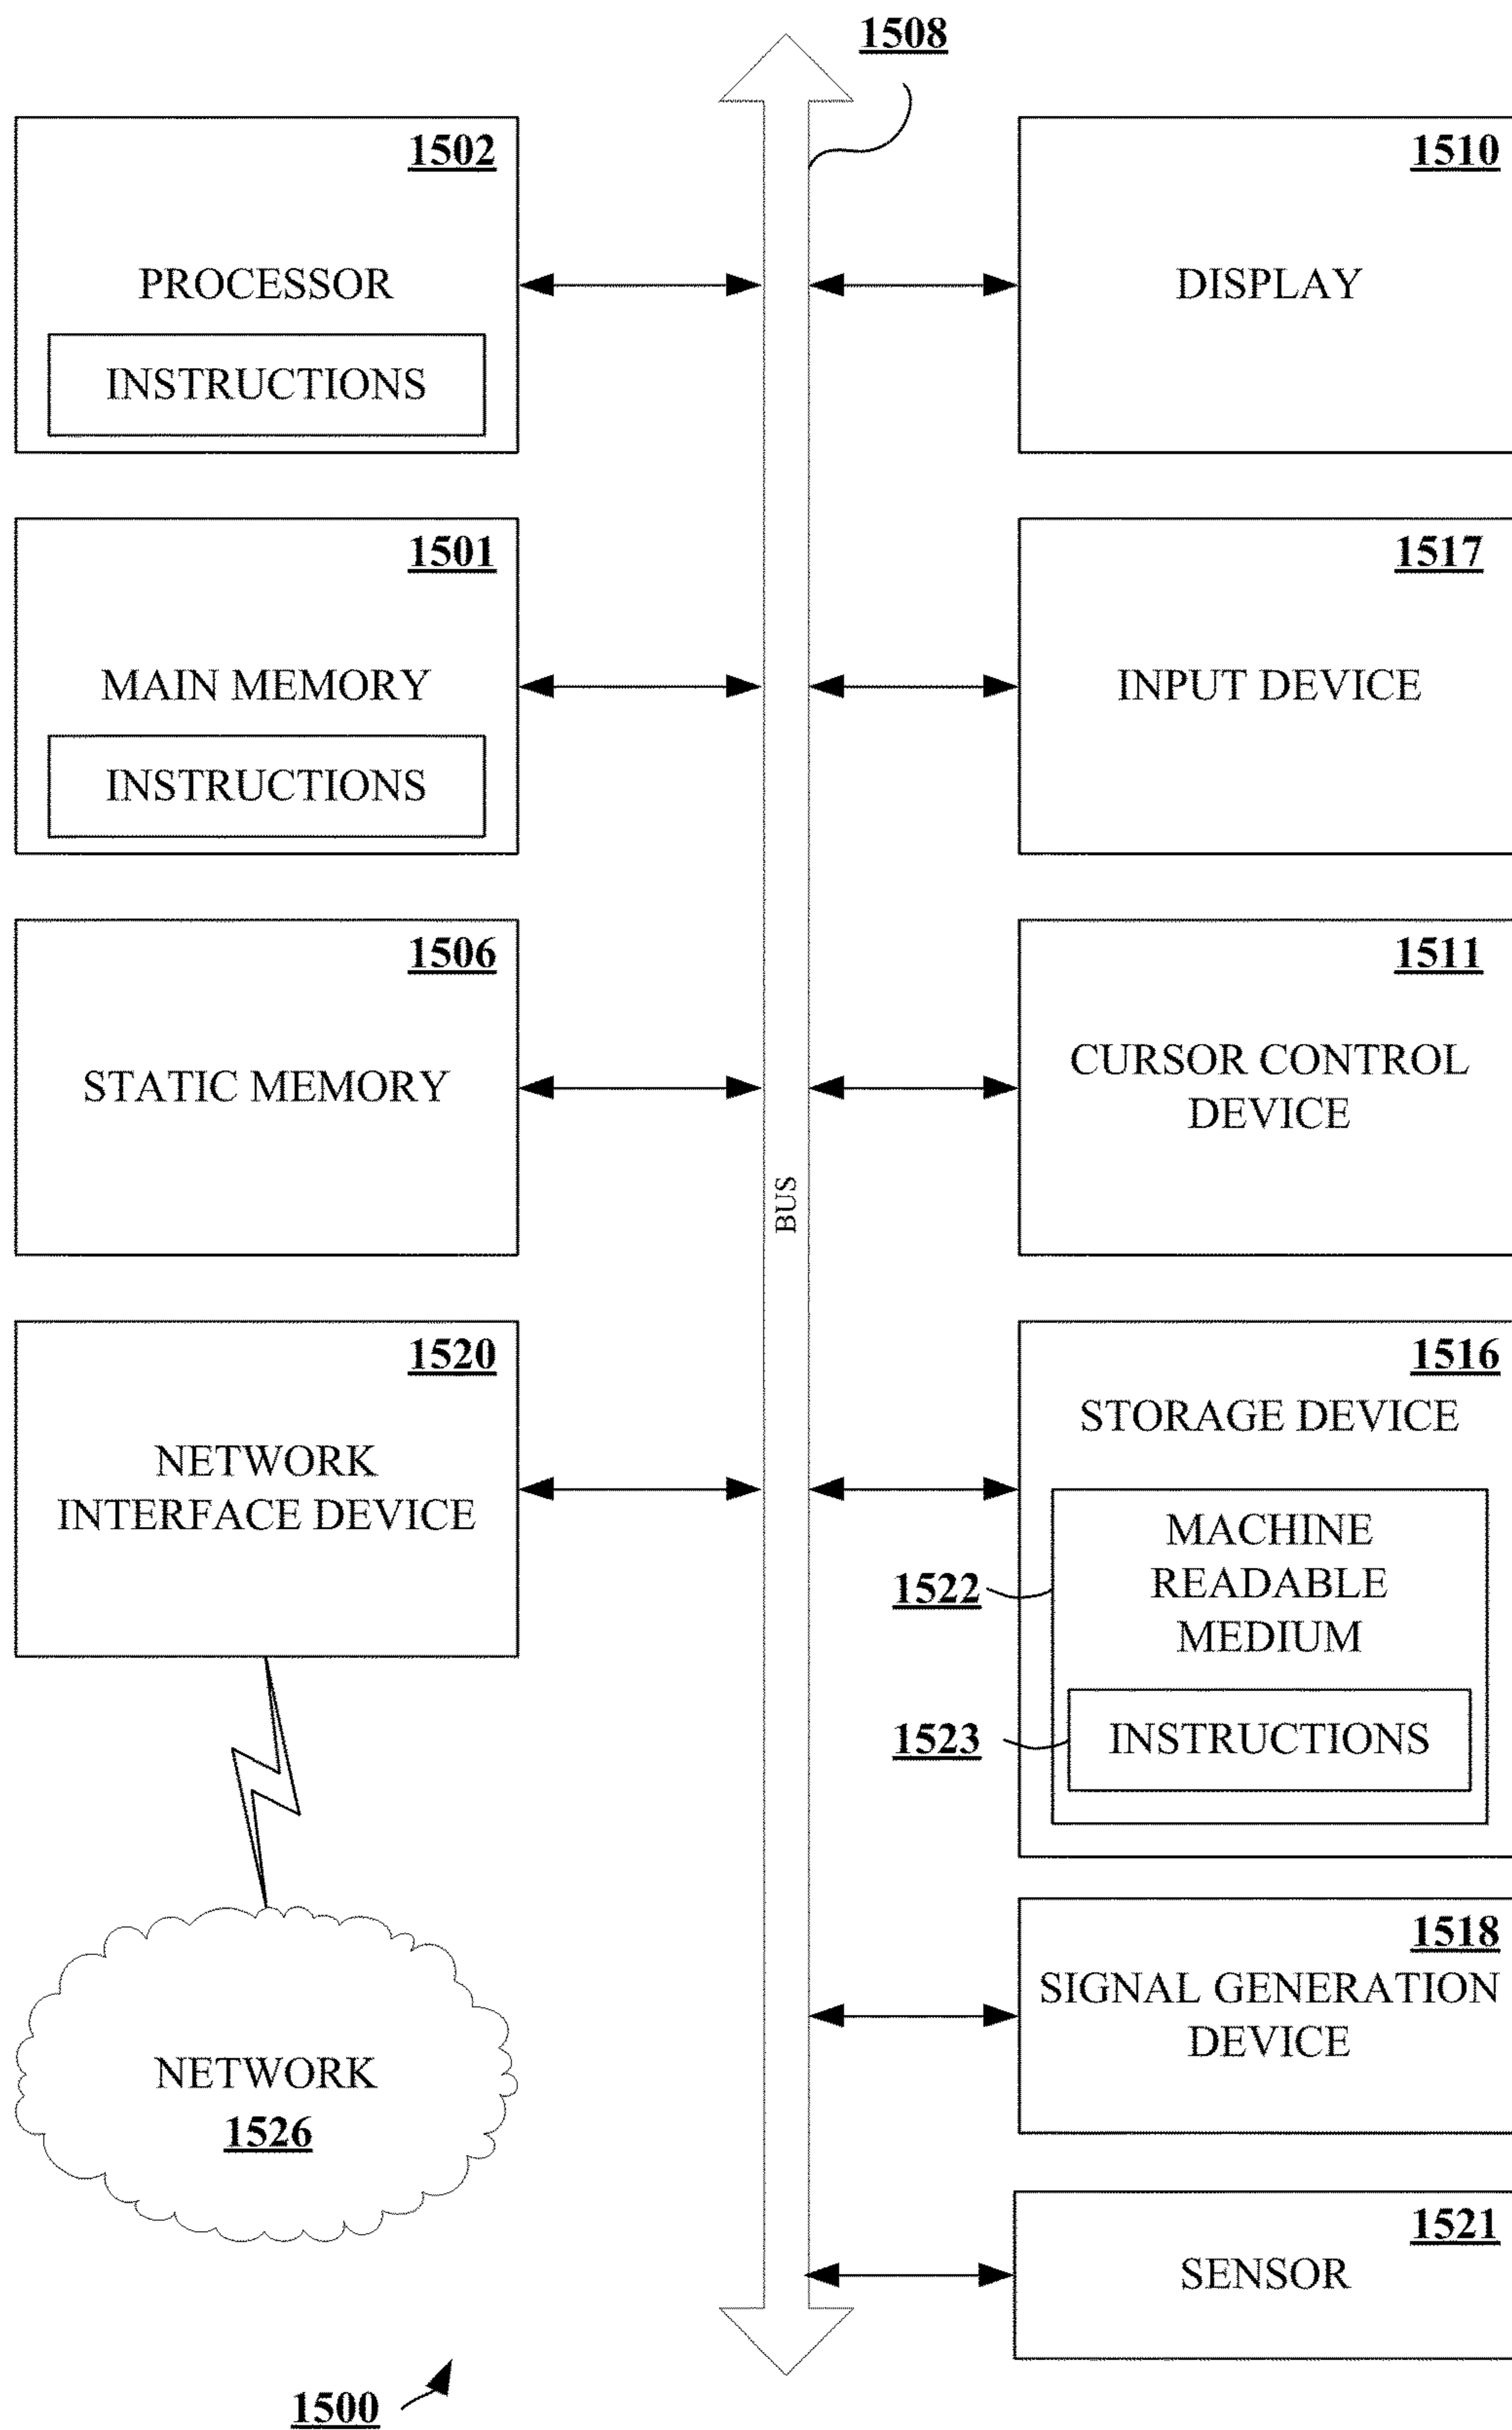 1508
1502
PROCESSOR
INSTRUCTIONS
1510
DISPLAY
1501
MAIN MEMORY
INSTRUCTIONS
1517
INPUT DEVICE
1506
STATIC MEMORY
1511
CURSOR CONTROL
DEVICE
BUS
1520
NETWORK
INTERFACE DEVICE
1516
STORAGE DEVICE
MACHINE
READABLE
MEDIUM
1522
INSTRUCTIONS
1523
1518
SIGNAL GENERATION
DEVICE
NETWORK
1526
1521
SENSOR
1500